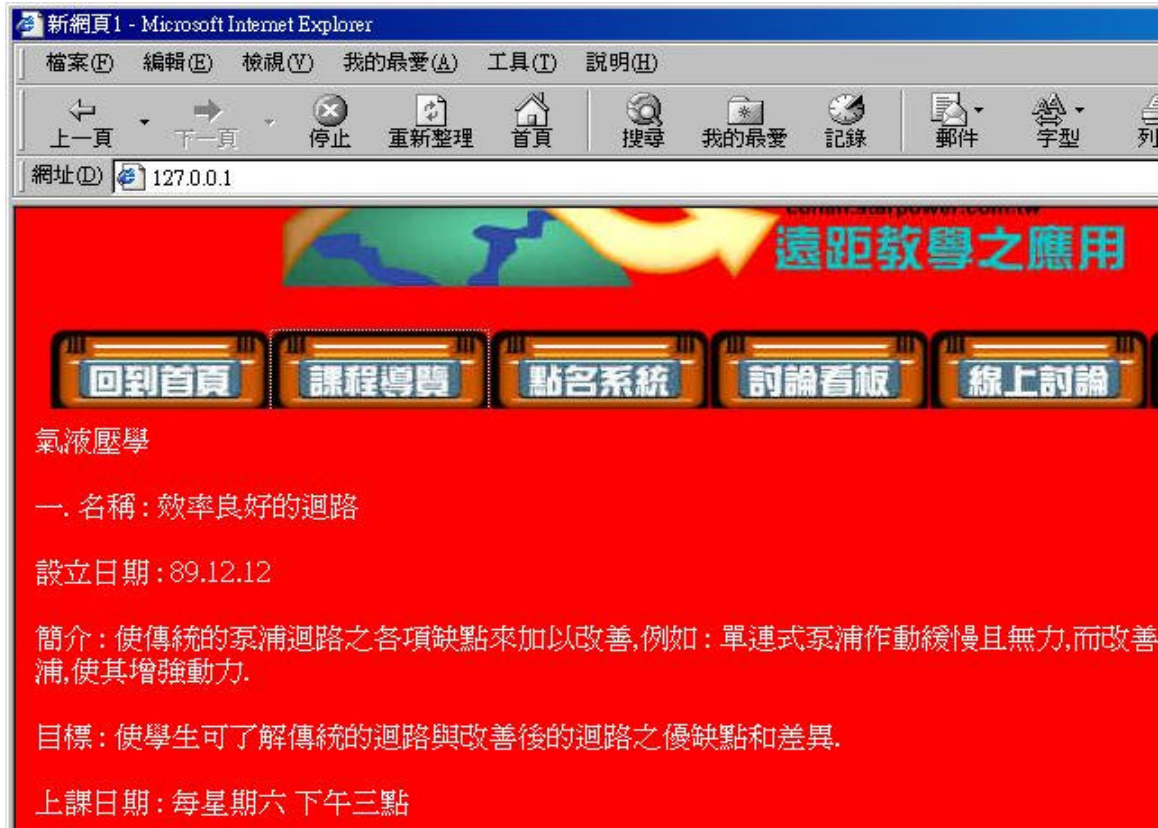 新網頁1 - Microsoft Internet Explorer
檔案(F) 編輯(E) 檢視(V) 我的最愛(A) 工具(T) 說明(H)
上一頁 下一頁 停止 重新整理 首頁 搜尋 我的最愛 記錄 郵件 字型 列
網址(D) 127.0.0.1
遠距教學之應用
回到首頁 課程導覽 點名系統 討論看板 線上討論
氣液壓學
一. 名稱 : 效率良好的迴路
設立日期 : 89.12.12
簡介 : 使傳統的泵浦迴路之各項缺點來加以改善,例如 : 單連式泵浦作動緩慢且無力,而改善
浦,使其增強動力.
目標 : 使學生可了解傳統的迴路與改善後的迴路之優缺點和差異.
上課日期 : 每星期六 下午三點